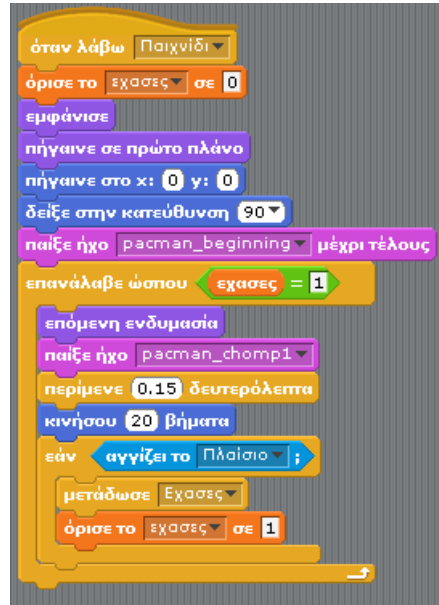 όταν λάβω Παιχνίδι
όρισε το εχασες σε 0
εμφάνισε
πήγαινε σε πρώτο πλάνο
πήγαινε στο x: 0 y: 0
δείξε στην κατεύθυνση 90
παίξε ήχο pacman_beginning μέχρι τέλους
επανάλαβε ώσπου εχασες = 1
επόμενη ενδυμασία
παίξε ήχο pacman_chomp1
περίμενε 0.15 δευτερόλεπτα
κινήσου 20 βήματα
εάν αγγίζει το Πλαίσιο ;
μετάδωσε Εχασες
όρισε το εχασες σε 1